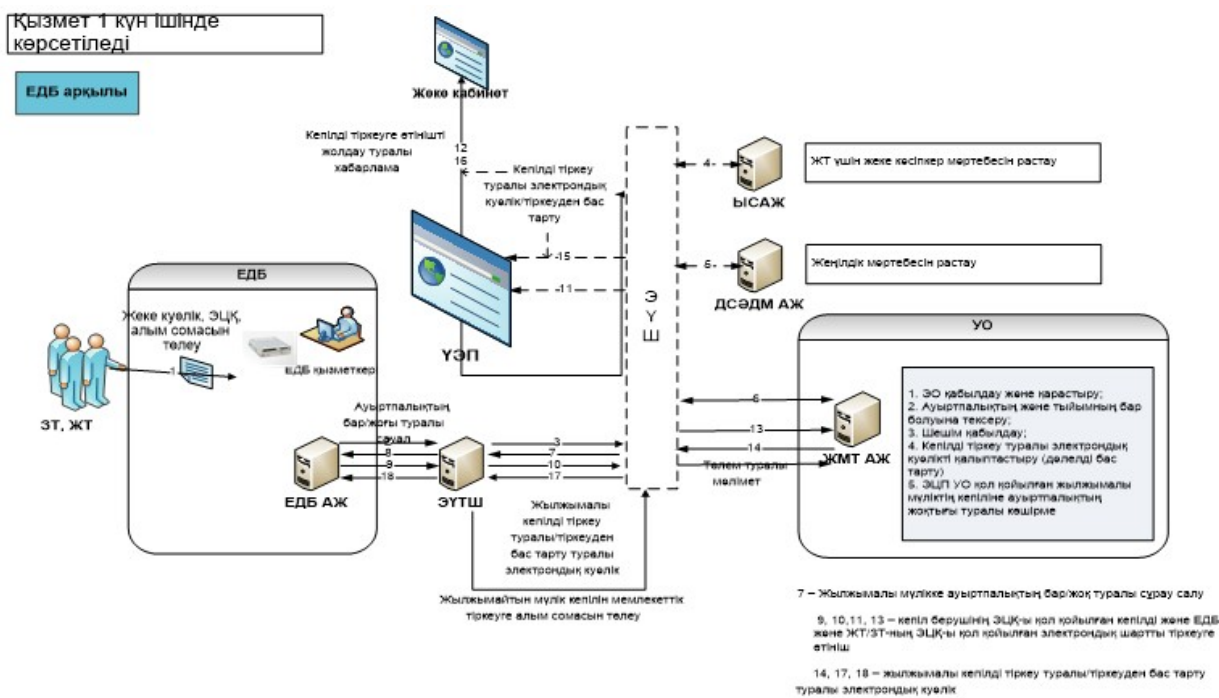 Қызмет 1 күн ішінде
көрсетіледі
ЕДБ арқылы
Жеке кабинет
Кепілді тіркеуге өтінішті
жолдау туралы
хабарлама
12
16
Кепілді тіркеу
туралы электрондық
куәлік/тіркеуден бас
тарту
15
11
ҮЭП
Э
Ү
Ш
4
ЫСАЖ
ЖТ үшін жеке кәсіпкер мәртебесін растау
5
ДСӘДМ АЖ
Жеңілдік мәртебесін растау
ЕДБ
Жеке куәлік, ЭЦҚ,
алым сомасын
төлеу
1
ЕДБ қызметкер
ЗТ, ЖТ
Ауыртпалықтың
бар/жоғы туралы
сауал
8
9
18
ЕДБ АЖ
ЭҮТШ
3
7
10
17
Жылжымалы
кепілді тіркеу
туралы/тіркеуден
бас тарту туралы
электрондық куәлік
Жылжымайтын мүлік кепілін мемлекеттік
тіркеуге алым сомасын төлеу
УО
6
13
14
Төлем туралы
мәлімет
ЖМТ АЖ
1. ЭО қабылдау және қарастыру;
2. Ауыртпалықтың және тыйымның бар
болуына тексеру;
3. Шешім қабылдау;
4. Кепілді тіркеу туралы электрондық
куәлікті қалыптастыру (дәлелді бас
тарту)
5. ЭЦП УО қол қойылған жылжымалы
мүліктің кепіліне ауыртпалықтың
жоқтығы туралы көшірме
7 – Жылжымалы мүлікке ауыртпалықтың бар/жоқ туралы сұрау салу
9, 10,11, 13 – кепіл берушінің ЭЦҚ-ы қол қойылған кепілді және ЕДБ
және ЖТ/ЗТ-ның ЭЦҚ-ы қол қойылған электрондық шартты тіркеуге
өтініш
14, 17, 18 – жылжымалы кепілді тіркеу туралы/тіркеуден бас тарту
туралы электрондық куәлік